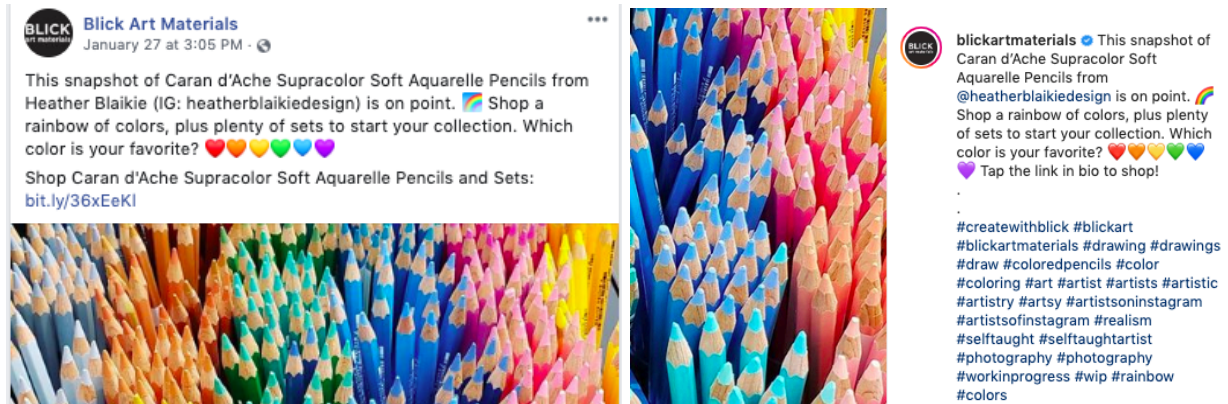 BLICK
art materials
Blick Art Materials
January 27 at 3:05 PM ·
This snapshot of Caran d’Ache Supracolor Soft Aquarelle Pencils from
Heather Blaikie (IG: heatherblaikiedesign) is on point. 🌈 Shop a
rainbow of colors, plus plenty of sets to start your collection. Which
color is your favorite? ❤️🧡💛💚💙💜
Shop Caran d'Ache Supracolor Soft Aquarelle Pencils and Sets:
bit.ly/36xEeKl
BLICK
art materials
blickartmaterials This snapshot of
Caran d’Ache Supracolor Soft
Aquarelle Pencils from
@heatherblaikiedesign is on point. 🌈
Shop a rainbow of colors, plus plenty
of sets to start your collection. Which
color is your favorite? ❤️🧡💛💚💙
💜 Tap the link in bio to shop!
.
.
#createwithblick #blickart
#blickartmaterials #drawing #drawings
#draw #coloredpencils #color
#coloring #art #artist #artists #artistic
#artistry #artsy #artistsoninstagram
#artistsofinstagram #realism
#selftaught #selftaughtartist
#photography #photography
#workinprogress #wip #rainbow
#colors